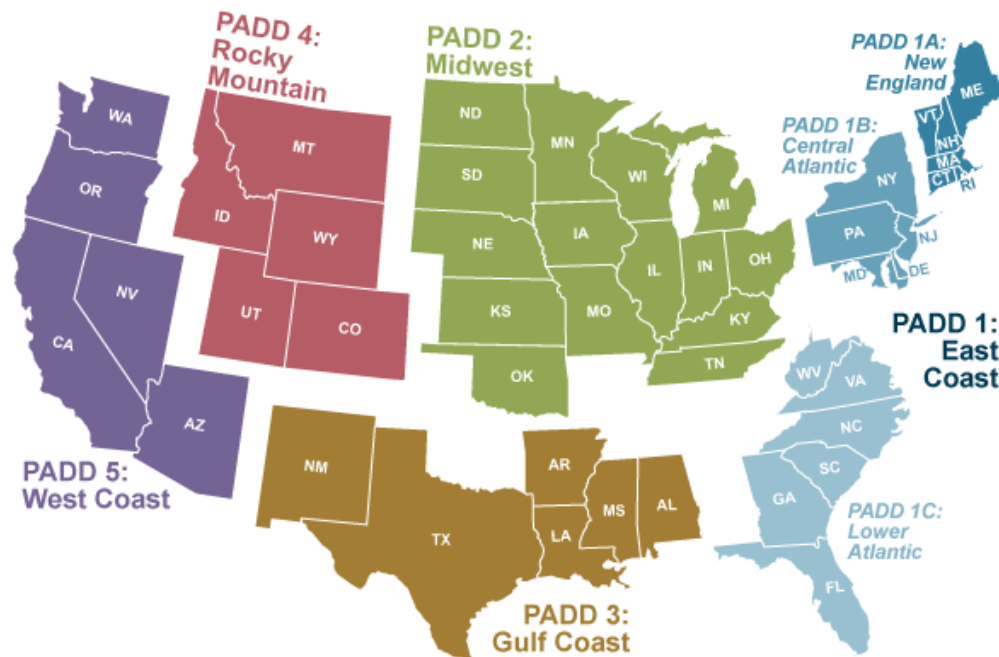 PADD 4:
Rocky
Mountain
PADD 2:
Midwest
PADD 1A:
New
England
PADD 1B:
Central
Atlantic
PADD 1:
East
Coast
PADD 1C:
Lower
Atlantic
PADD 5:
West Coast
PADD 3:
Gulf Coast
WA
OR
CA
NV
AZ
MT
ID
WY
UT
CO
ND
SD
NE
KS
OK
MN
IA
MO
WI
IL
MI
IN
OH
KY
TN
NM
TX
AR
LA
MS
AL
ME
VT
NH
MA
CT
RI
NY
PA
NJ
MD
DE
WV
VA
NC
SC
GA
FL